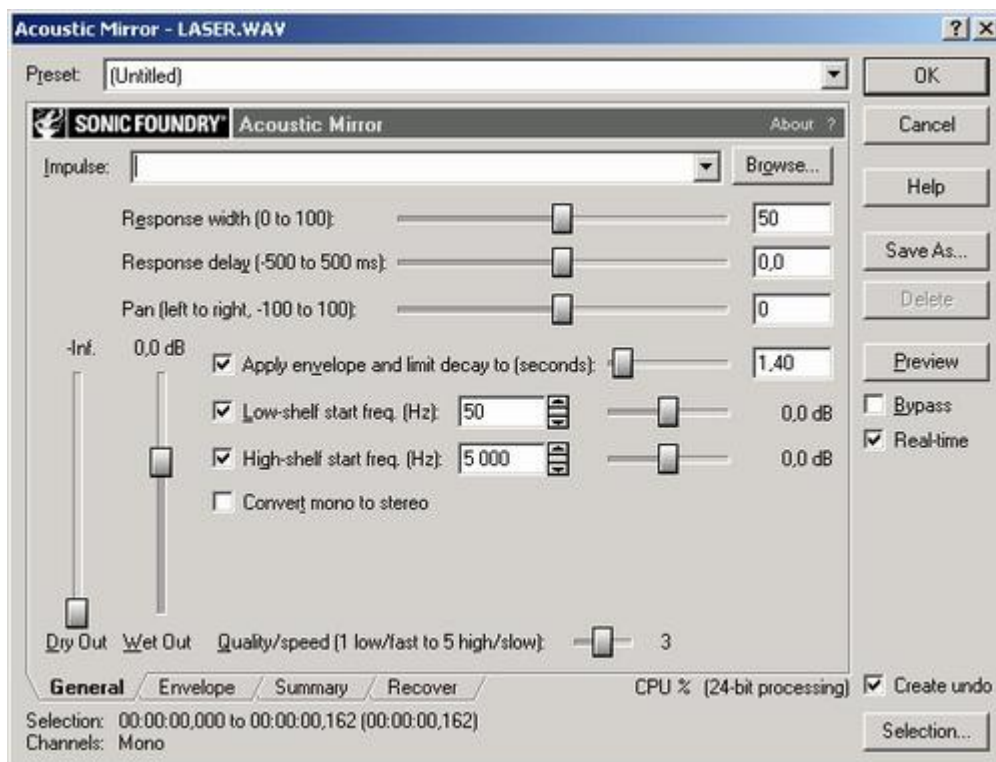 Acoustic Mirror - LASER.WAV
Preset: (Untitled)
OK
SONIC FOUNDRY Acoustic Mirror About ?
Cancel
Impulse: Browse...
Help
Response width (0 to 100): 50
Response delay (-500 to 500 ms): 0,0
Save As...
Pan (left to right, -100 to 100): 0
Delete
-Inf. 0,0 dB
Apply envelope and limit decay to (seconds): 1,40
Preview
Low-shelf start freq. (Hz): 50 0,0 dB
Bypass
High-shelf start freq. (Hz): 5 000 0,0 dB
Real-time
Convert mono to stereo
Dry Out Wet Out Quality/speed (1 low/fast to 5 high/slow): 3
General Envelope Summary Recover CPU % (24-bit processing)
Create undo
Selection: 00:00:00,000 to 00:00:00,162 (00:00:00,162)
Channels: Mono
Selection...